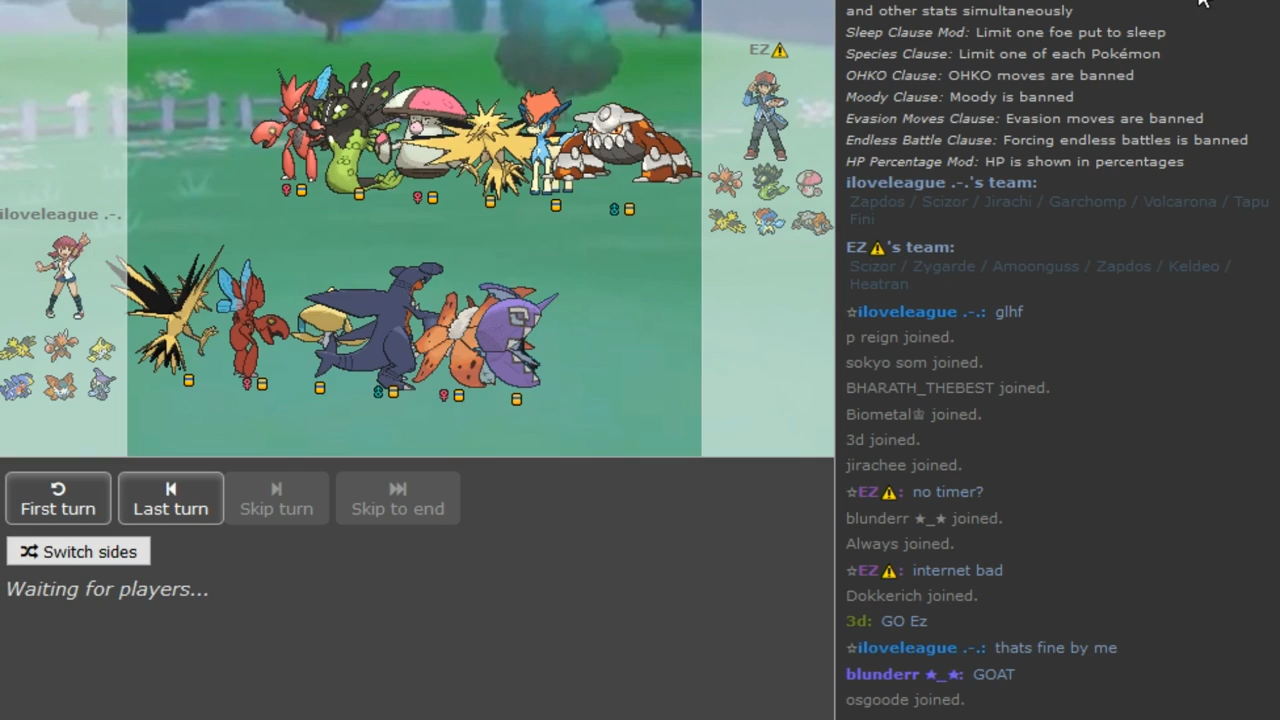 iloveleague .-.
EZ⚠
First turn
Last turn
Skip turn
Skip to end
Switch sides
Waiting for players...
and other stats simultaneously
Sleep Clause Mod: Limit one foe put to sleep
Species Clause: Limit one of each Pokémon
OHKO Clause: OHKO moves are banned
Moody Clause: Moody is banned
Evasion Moves Clause: Evasion moves are banned
Endless Battle Clause: Forcing endless battles is banned
HP Percentage Mod: HP is shown in percentages
iloveleague .-.'s team:
Zapdos / Scizor / Jirachi / Garchomp / Volcarona / Tapu
Fini
EZ⚠'s team:
Scizor / Zygarde / Amoonguss / Zapdos / Keldeo /
Heatran
☆iloveleague .-.: glhf
p reign joined.
sokyo som joined.
BHARATH_THEBEST joined.
Biometal♔ joined.
3d joined.
jirachee joined.
☆EZ⚠: no timer?
blunderr ★_★ joined.
Always joined.
☆EZ⚠: internet bad
Dokkerich joined.
3d: GO Ez
☆iloveleague .-.: thats fine by me
blunderr ★_★: GOAT
osgoode joined.